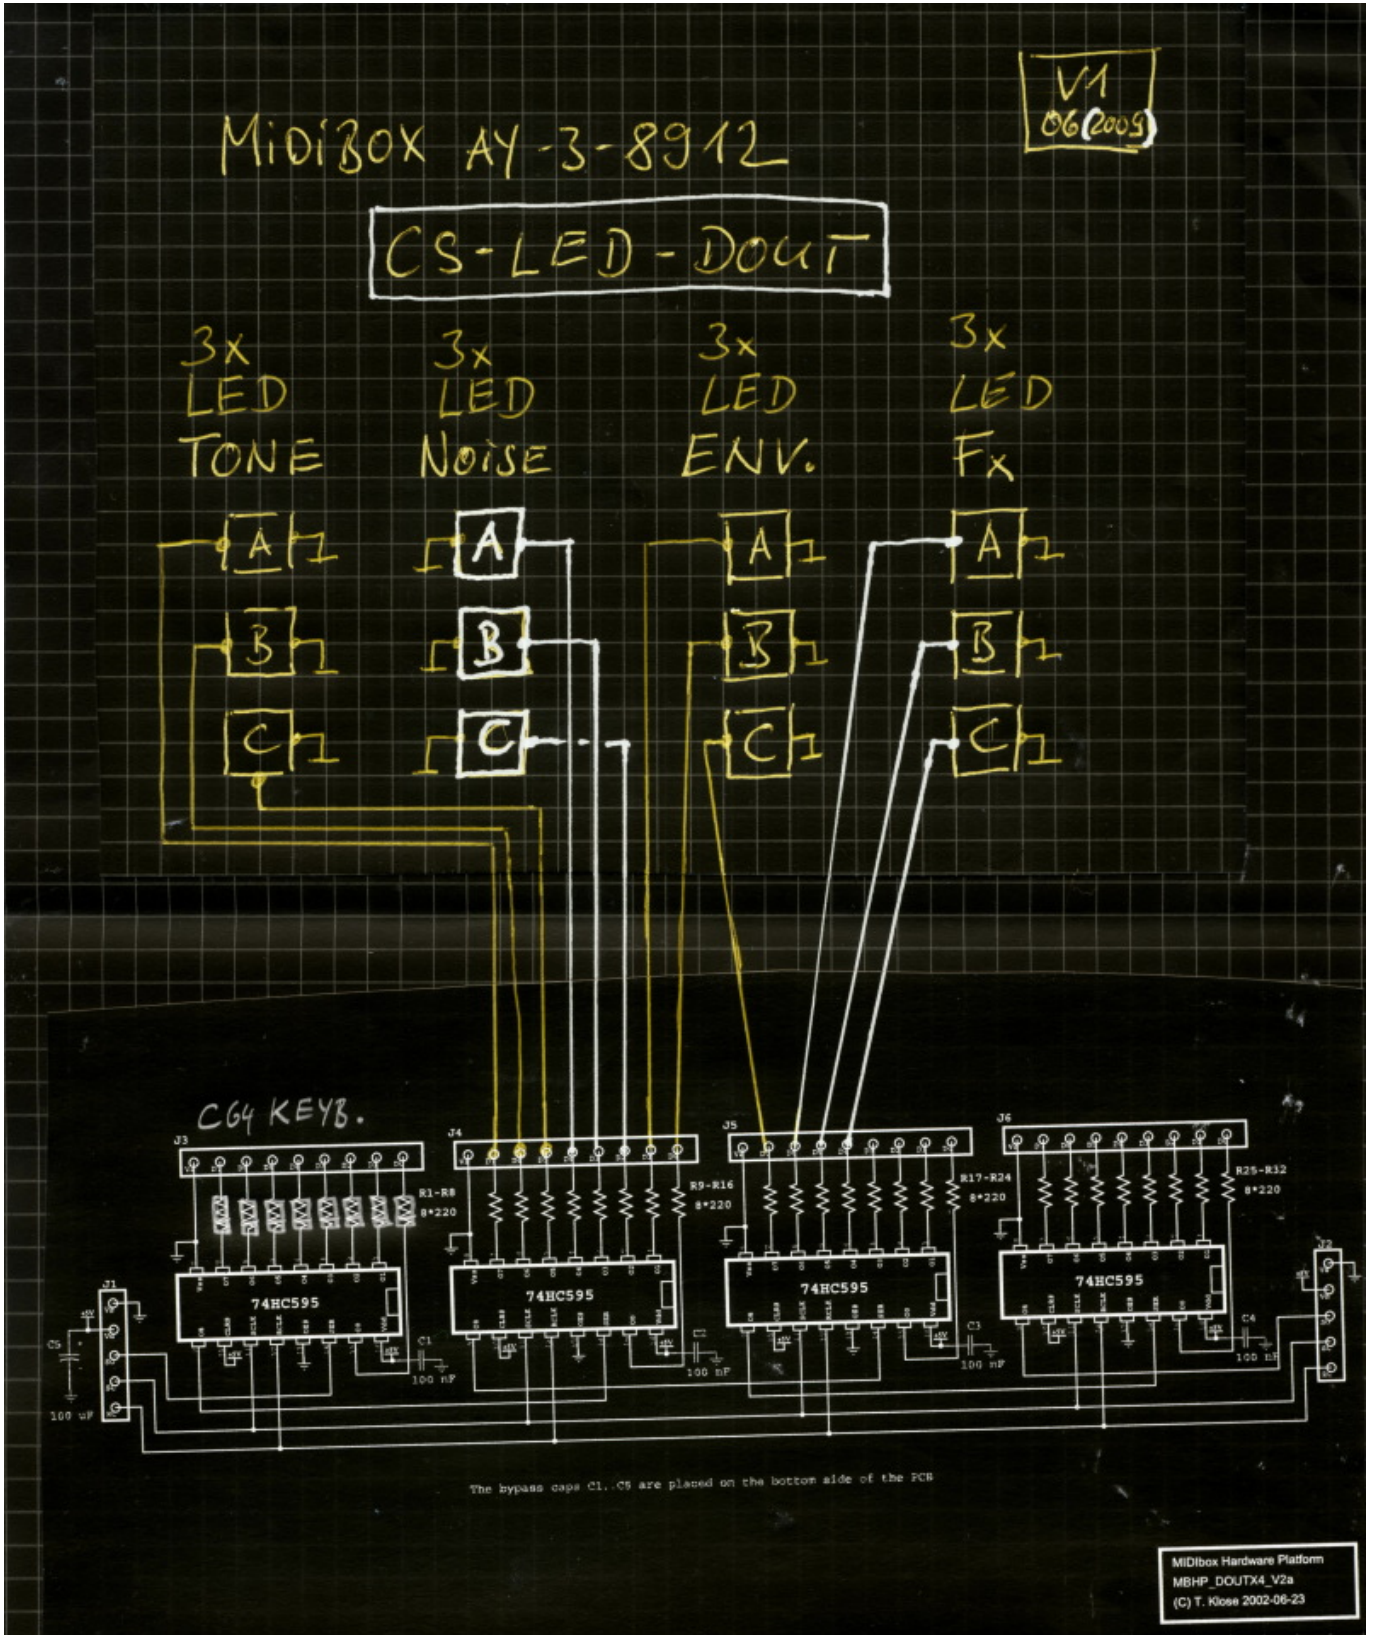 V1
06(2009)
MiDiBOX AY-3-8912
CS-LED-DOUT
3x
LED
TONE
3x
LED
NOiSE
3x
LED
ENV.
3x
LED
Fx
A
A
A
A
B
B
B
B
C
C
C
C
C64 KEYB.
J3
J4
J5
J6
R1-R8
8*220
R9-R16
8*220
R17-R24
8*220
R25-R32
8*220
J1
J2
74HC595
74HC595
74HC595
74HC595
C5
100 uF
C1
100 nF
C2
100 nF
C3
100 nF
C4
100 nF
The bypass caps C1..C5 are placed on the bottom side of the PCB
MIDIbox Hardware Platform
MBHP_DOUTX4_V2a
(C) T. Klose 2002-06-23